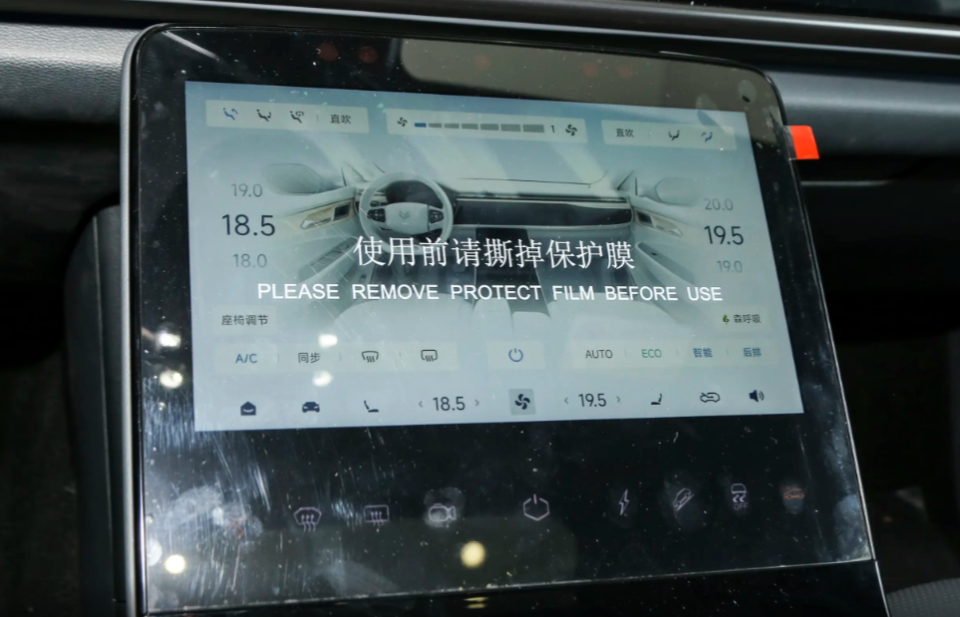 直吹
1
直吹
19.0
18.5
18.0
20.0
19.5
19.0
使用前请撕掉保护膜
PLEASE REMOVE PROTECT FILM BEFORE USE
座椅调节
森呼吸
A/C
同步
AUTO
ECO
智能
后排
18.5
19.5